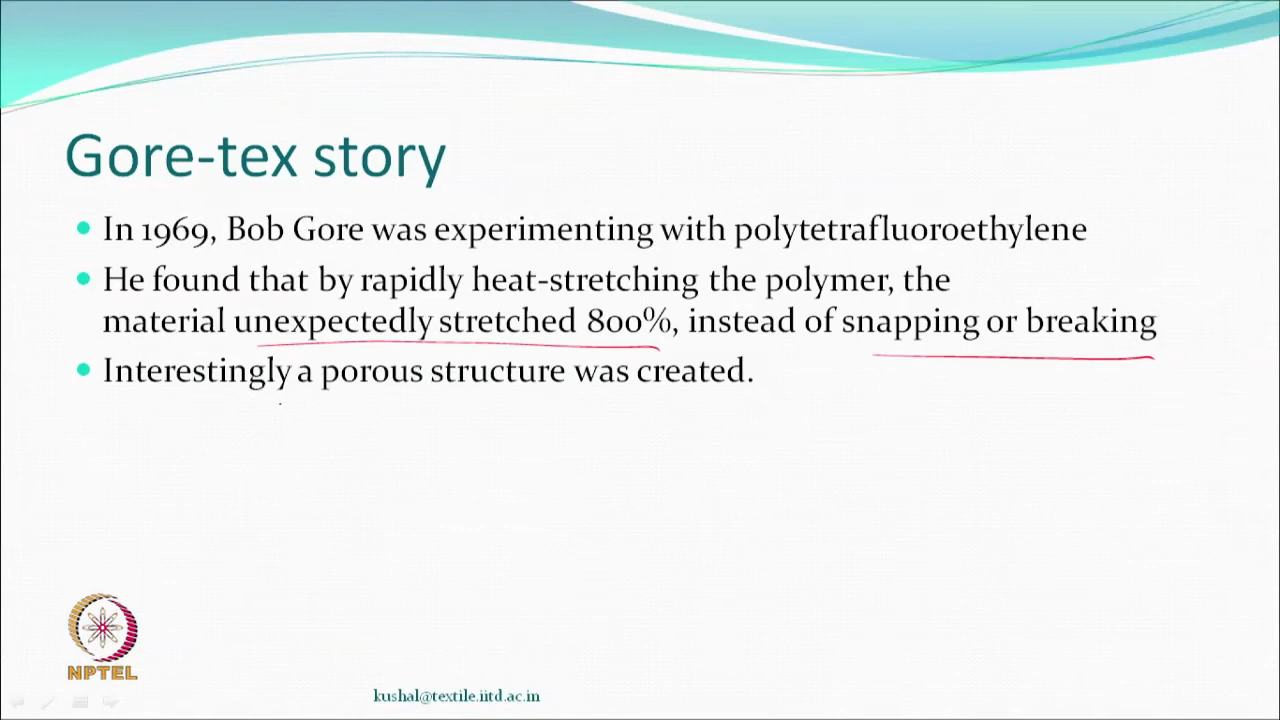 Gore-tex story
In 1969, Bob Gore was experimenting with polytetrafluoroethylene
He found that by rapidly heat-stretching the polymer, the
material unexpectedly stretched 800%, instead of snapping or breaking
Interestingly a porous structure was created.
NPTEL
kushal@textile.iitd.ac.in